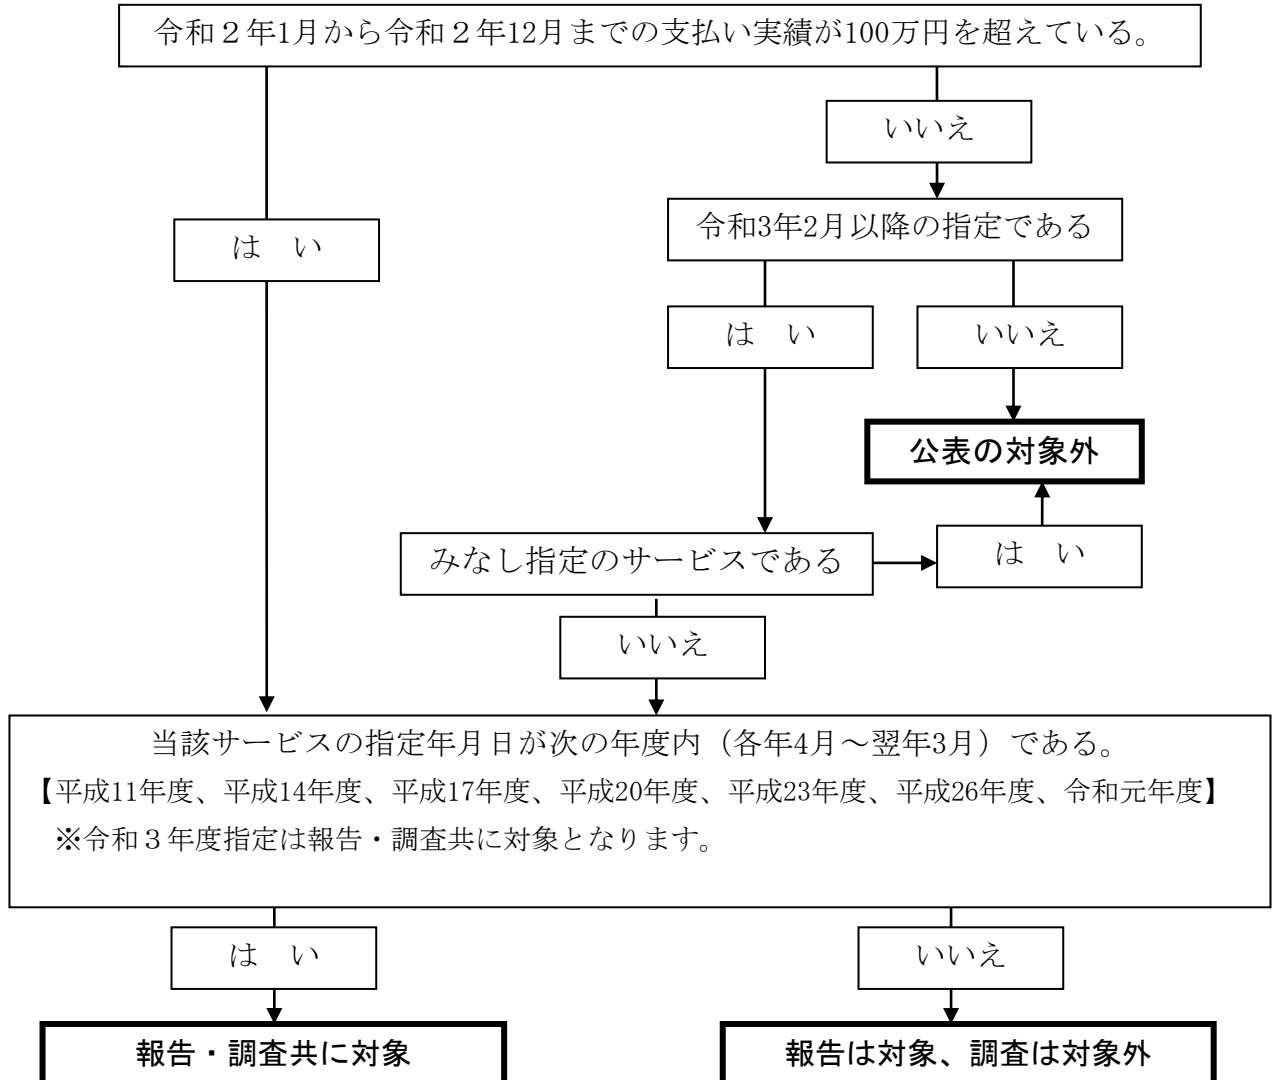 令和２年1月から令和２年12月までの支払い実績が100万円を超えている。
いいえ
令和3年2月以降の指定である
は　い
は　い
いいえ
公表の対象外
みなし指定のサービスである
は　い
いいえ
当該サービスの指定年月日が次の年度内（各年4月～翌年3月）である。
【平成11年度、平成14年度、平成17年度、平成20年度、平成23年度、平成26年度、令和元年度】
※令和３年度指定は報告・調査共に対象となります。
は　い
いいえ
報告・調査共に対象
報告は対象、調査は対象外